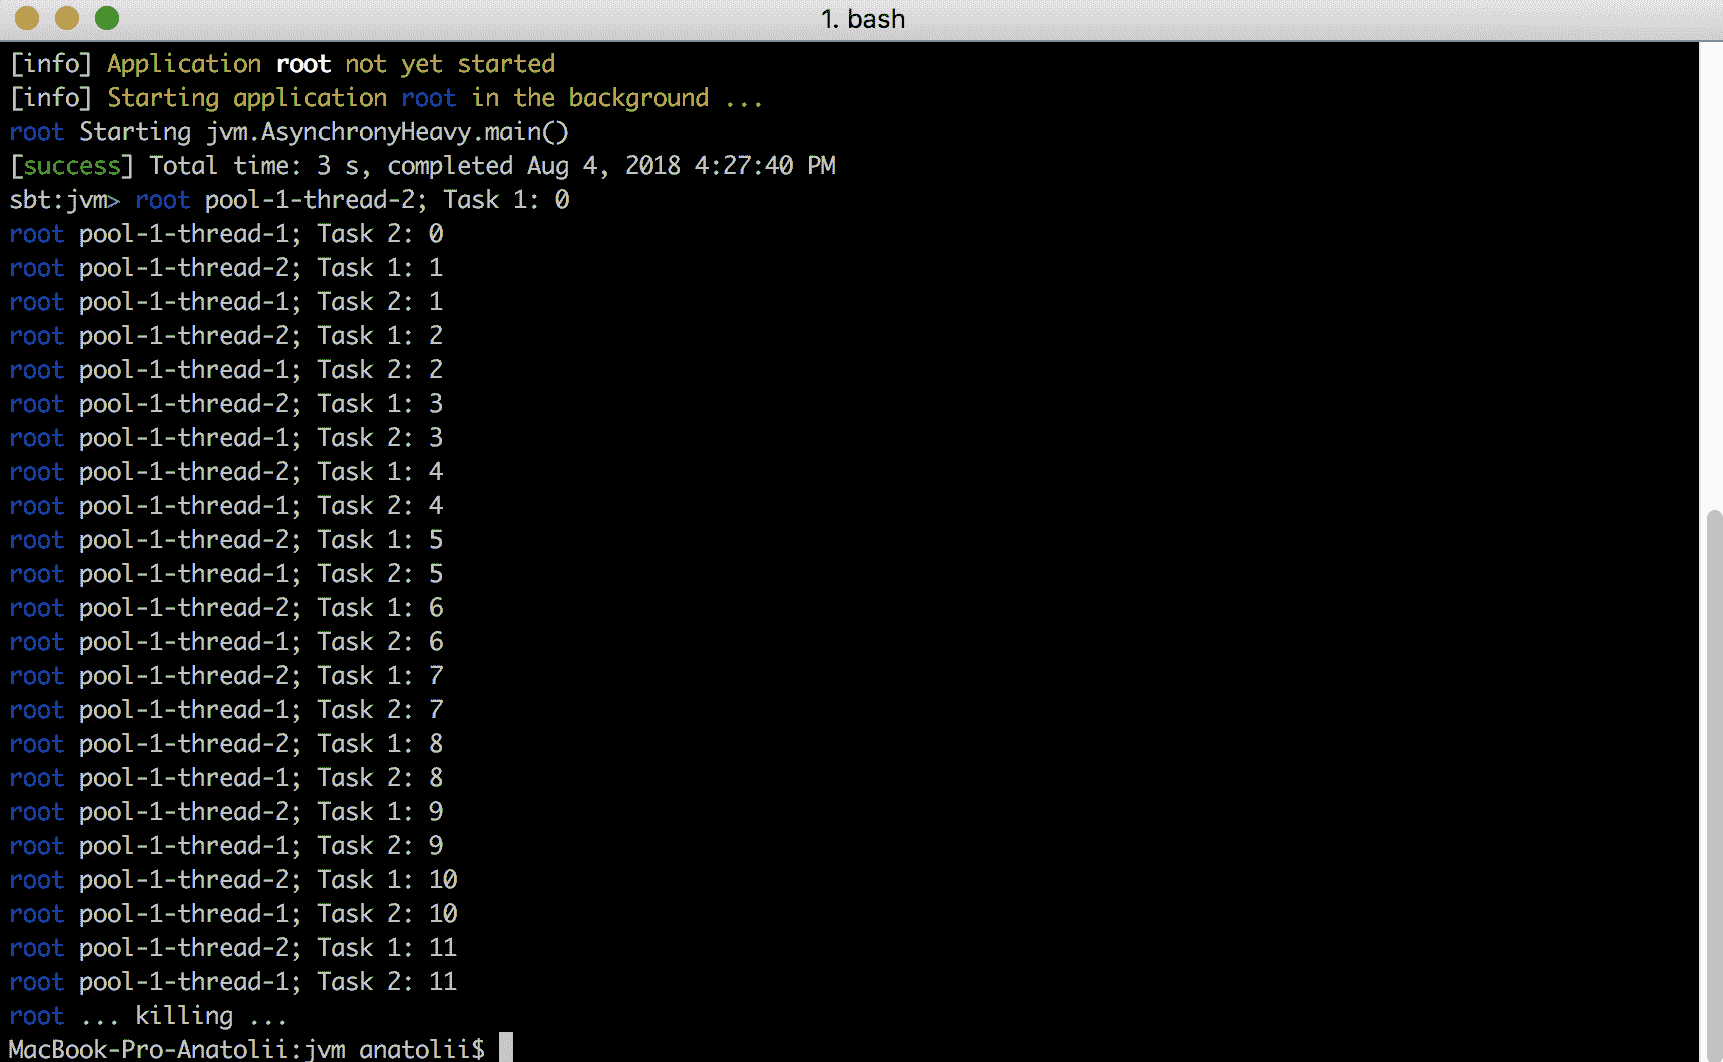 1. bash
[info] Application root not yet started
[info] Starting application root in the background ...
root Starting jvm.AsynchronyHeavy.main()
[success] Total time: 3 s, completed Aug 4, 2018 4:27:40 PM
sbt:jvm> root pool-1-thread-2; Task 1: 0
root pool-1-thread-1; Task 2: 0
root pool-1-thread-2; Task 1: 1
root pool-1-thread-1; Task 2: 1
root pool-1-thread-2; Task 1: 2
root pool-1-thread-1; Task 2: 2
root pool-1-thread-2; Task 1: 3
root pool-1-thread-1; Task 2: 3
root pool-1-thread-2; Task 1: 4
root pool-1-thread-1; Task 2: 4
root pool-1-thread-2; Task 1: 5
root pool-1-thread-1; Task 2: 5
root pool-1-thread-2; Task 1: 6
root pool-1-thread-1; Task 2: 6
root pool-1-thread-2; Task 1: 7
root pool-1-thread-1; Task 2: 7
root pool-1-thread-2; Task 1: 8
root pool-1-thread-1; Task 2: 8
root pool-1-thread-2; Task 1: 9
root pool-1-thread-1; Task 2: 9
root pool-1-thread-2; Task 1: 10
root pool-1-thread-1; Task 2: 10
root pool-1-thread-2; Task 1: 11
root pool-1-thread-1; Task 2: 11
root ... killing ...
MacBook-Pro-Anatolii:jvm anatolii$